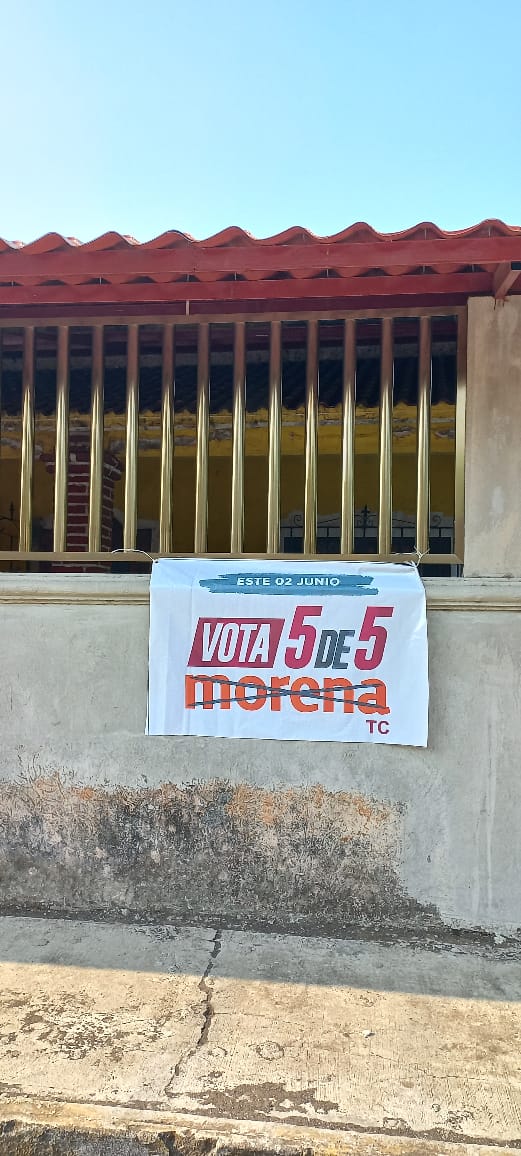 ESTE 02 JUNIO
VOTA 5 DE 5
morena
TC